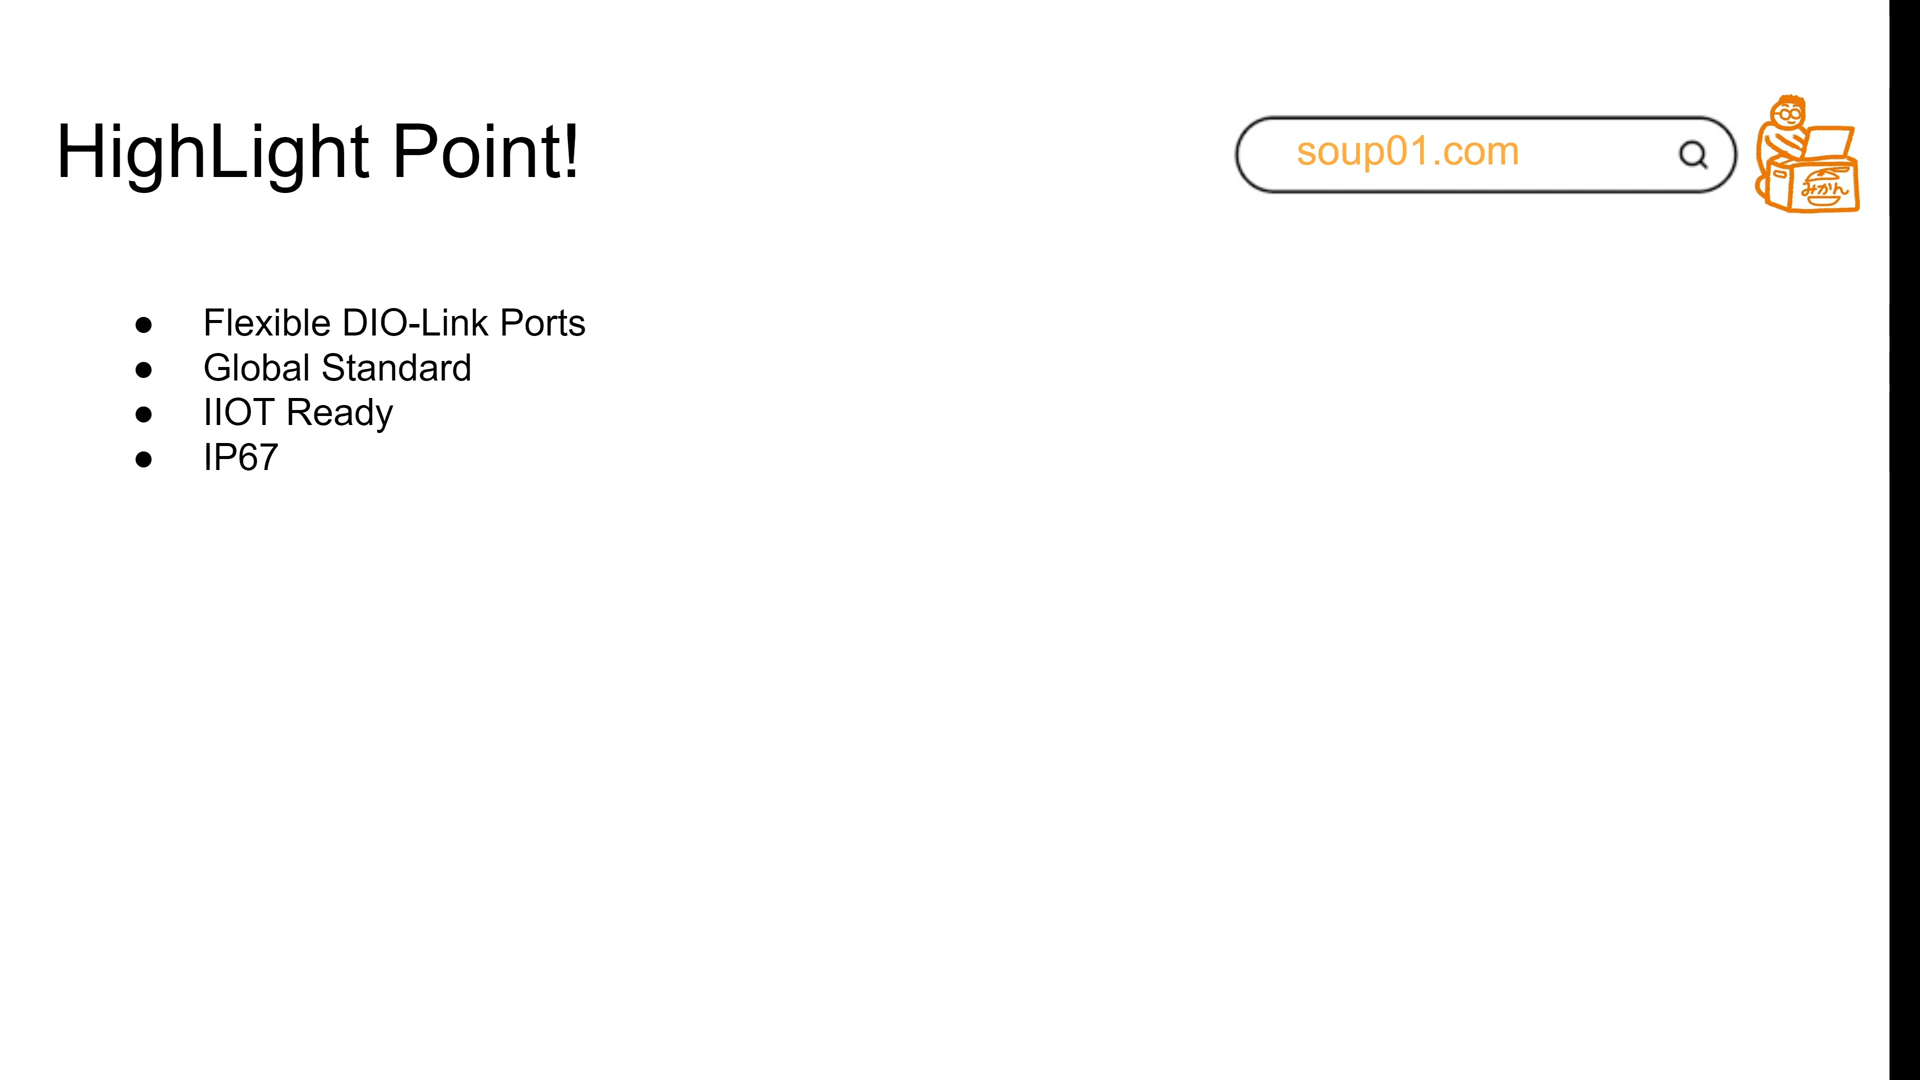 HighLight Point!
soup01.com
みかん
● Flexible DIO-Link Ports
● Global Standard
● IIOT Ready
● IP67